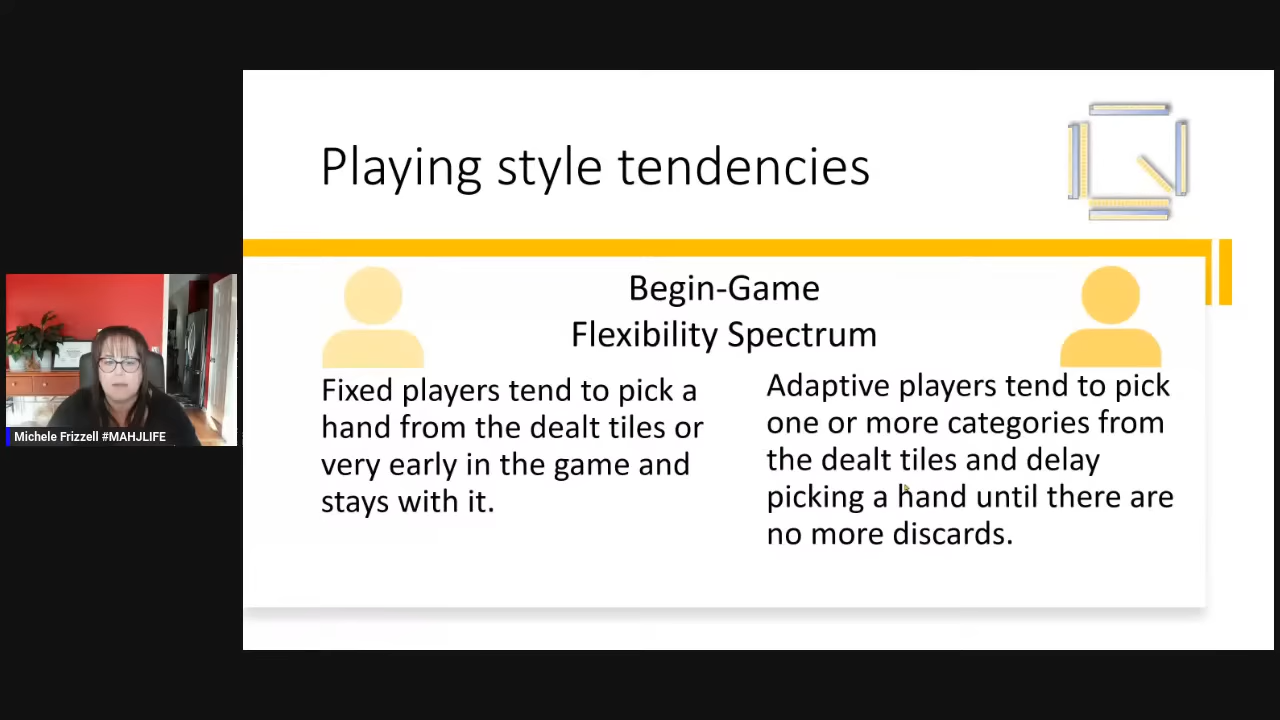 Playing style tendencies
Begin-Game
Flexibility Spectrum
Fixed players tend to pick a
hand from the dealt tiles or
very early in the game and
stays with it.
Adaptive players tend to pick
one or more categories from
the dealt tiles and delay
picking a hand until there are
no more discards.
Michele Frizzell #MAHJLIFE